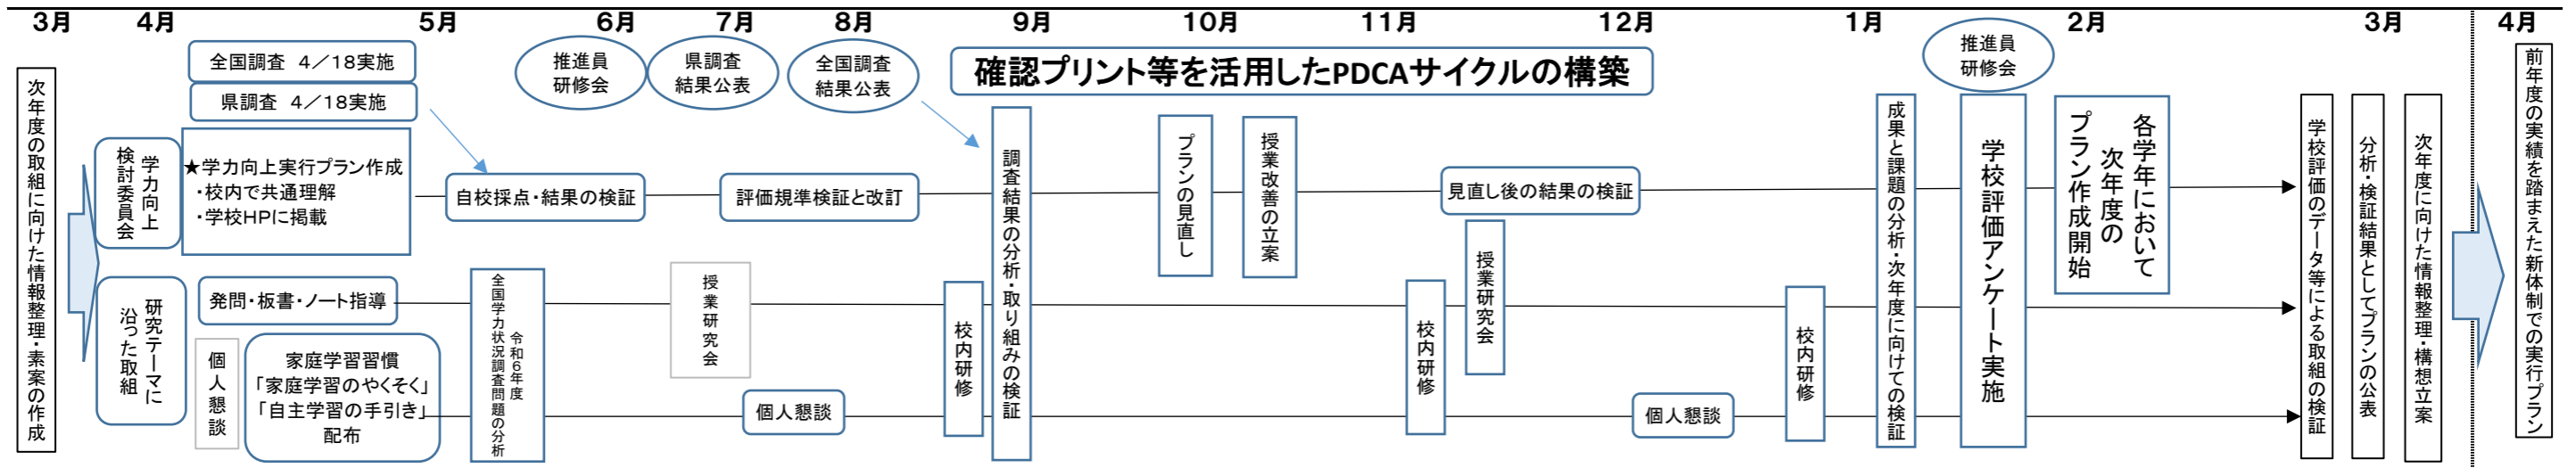 3月 4月 5月 6月 7月 8月 9月 10月 11月 12月 1月 2月 3月 4月
次年度の取組に向けた情報整理・素案の作成
学力向上
検討委員会
研究テーマに
沿った取組
全国調査 4/18実施
県調査 4/18実施
★学力向上実行プラン作成
・校内で共通理解
・学校HPに掲載
発問・板書・ノート指導
個人懇談
家庭学習習慣
「家庭学習のやくそく」
「自主学習の手引き」
配布
自校採点・結果の検証
令和6年度
全国学力状況調査問題の分析
推進員
研修会
県調査
結果公表
全国調査
結果公表
評価規準検証と改訂
授業研究会
個人懇談
校内研修
確認プリント等を活用したPDCAサイクルの構築
調査結果の分析・取り組みの検証
プランの見直し
授業改善の立案
見直し後の結果の検証
校内研修
授業研究会
個人懇談
校内研修
成果と課題の分析・次年度に向けての検証
推進員
研修会
学校評価アンケート実施
各学年において
次年度の
プラン作成開始
学校評価のデータ等による取組の検証
分析・検証結果としてプランの公表
次年度に向けた情報整理・構想立案
前年度の実績を踏まえた新体制での実行プラン